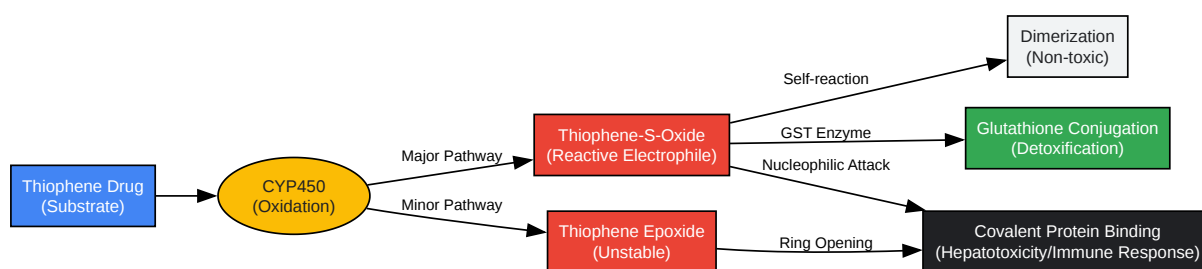 Thiophene Drug
(Substrate)
CYP450
(Oxidation)
Major Pathway
Minor Pathway
Thiophene-S-Oxide
(Reactive Electrophile)
Thiophene Epoxide
(Unstable)
Self-reaction
GST Enzyme
Nucleophilic Attack
Ring Opening
Dimerization
(Non-toxic)
Glutathione Conjugation
(Detoxification)
Covalent Protein Binding
(Hepatotoxicity/Immune Response)